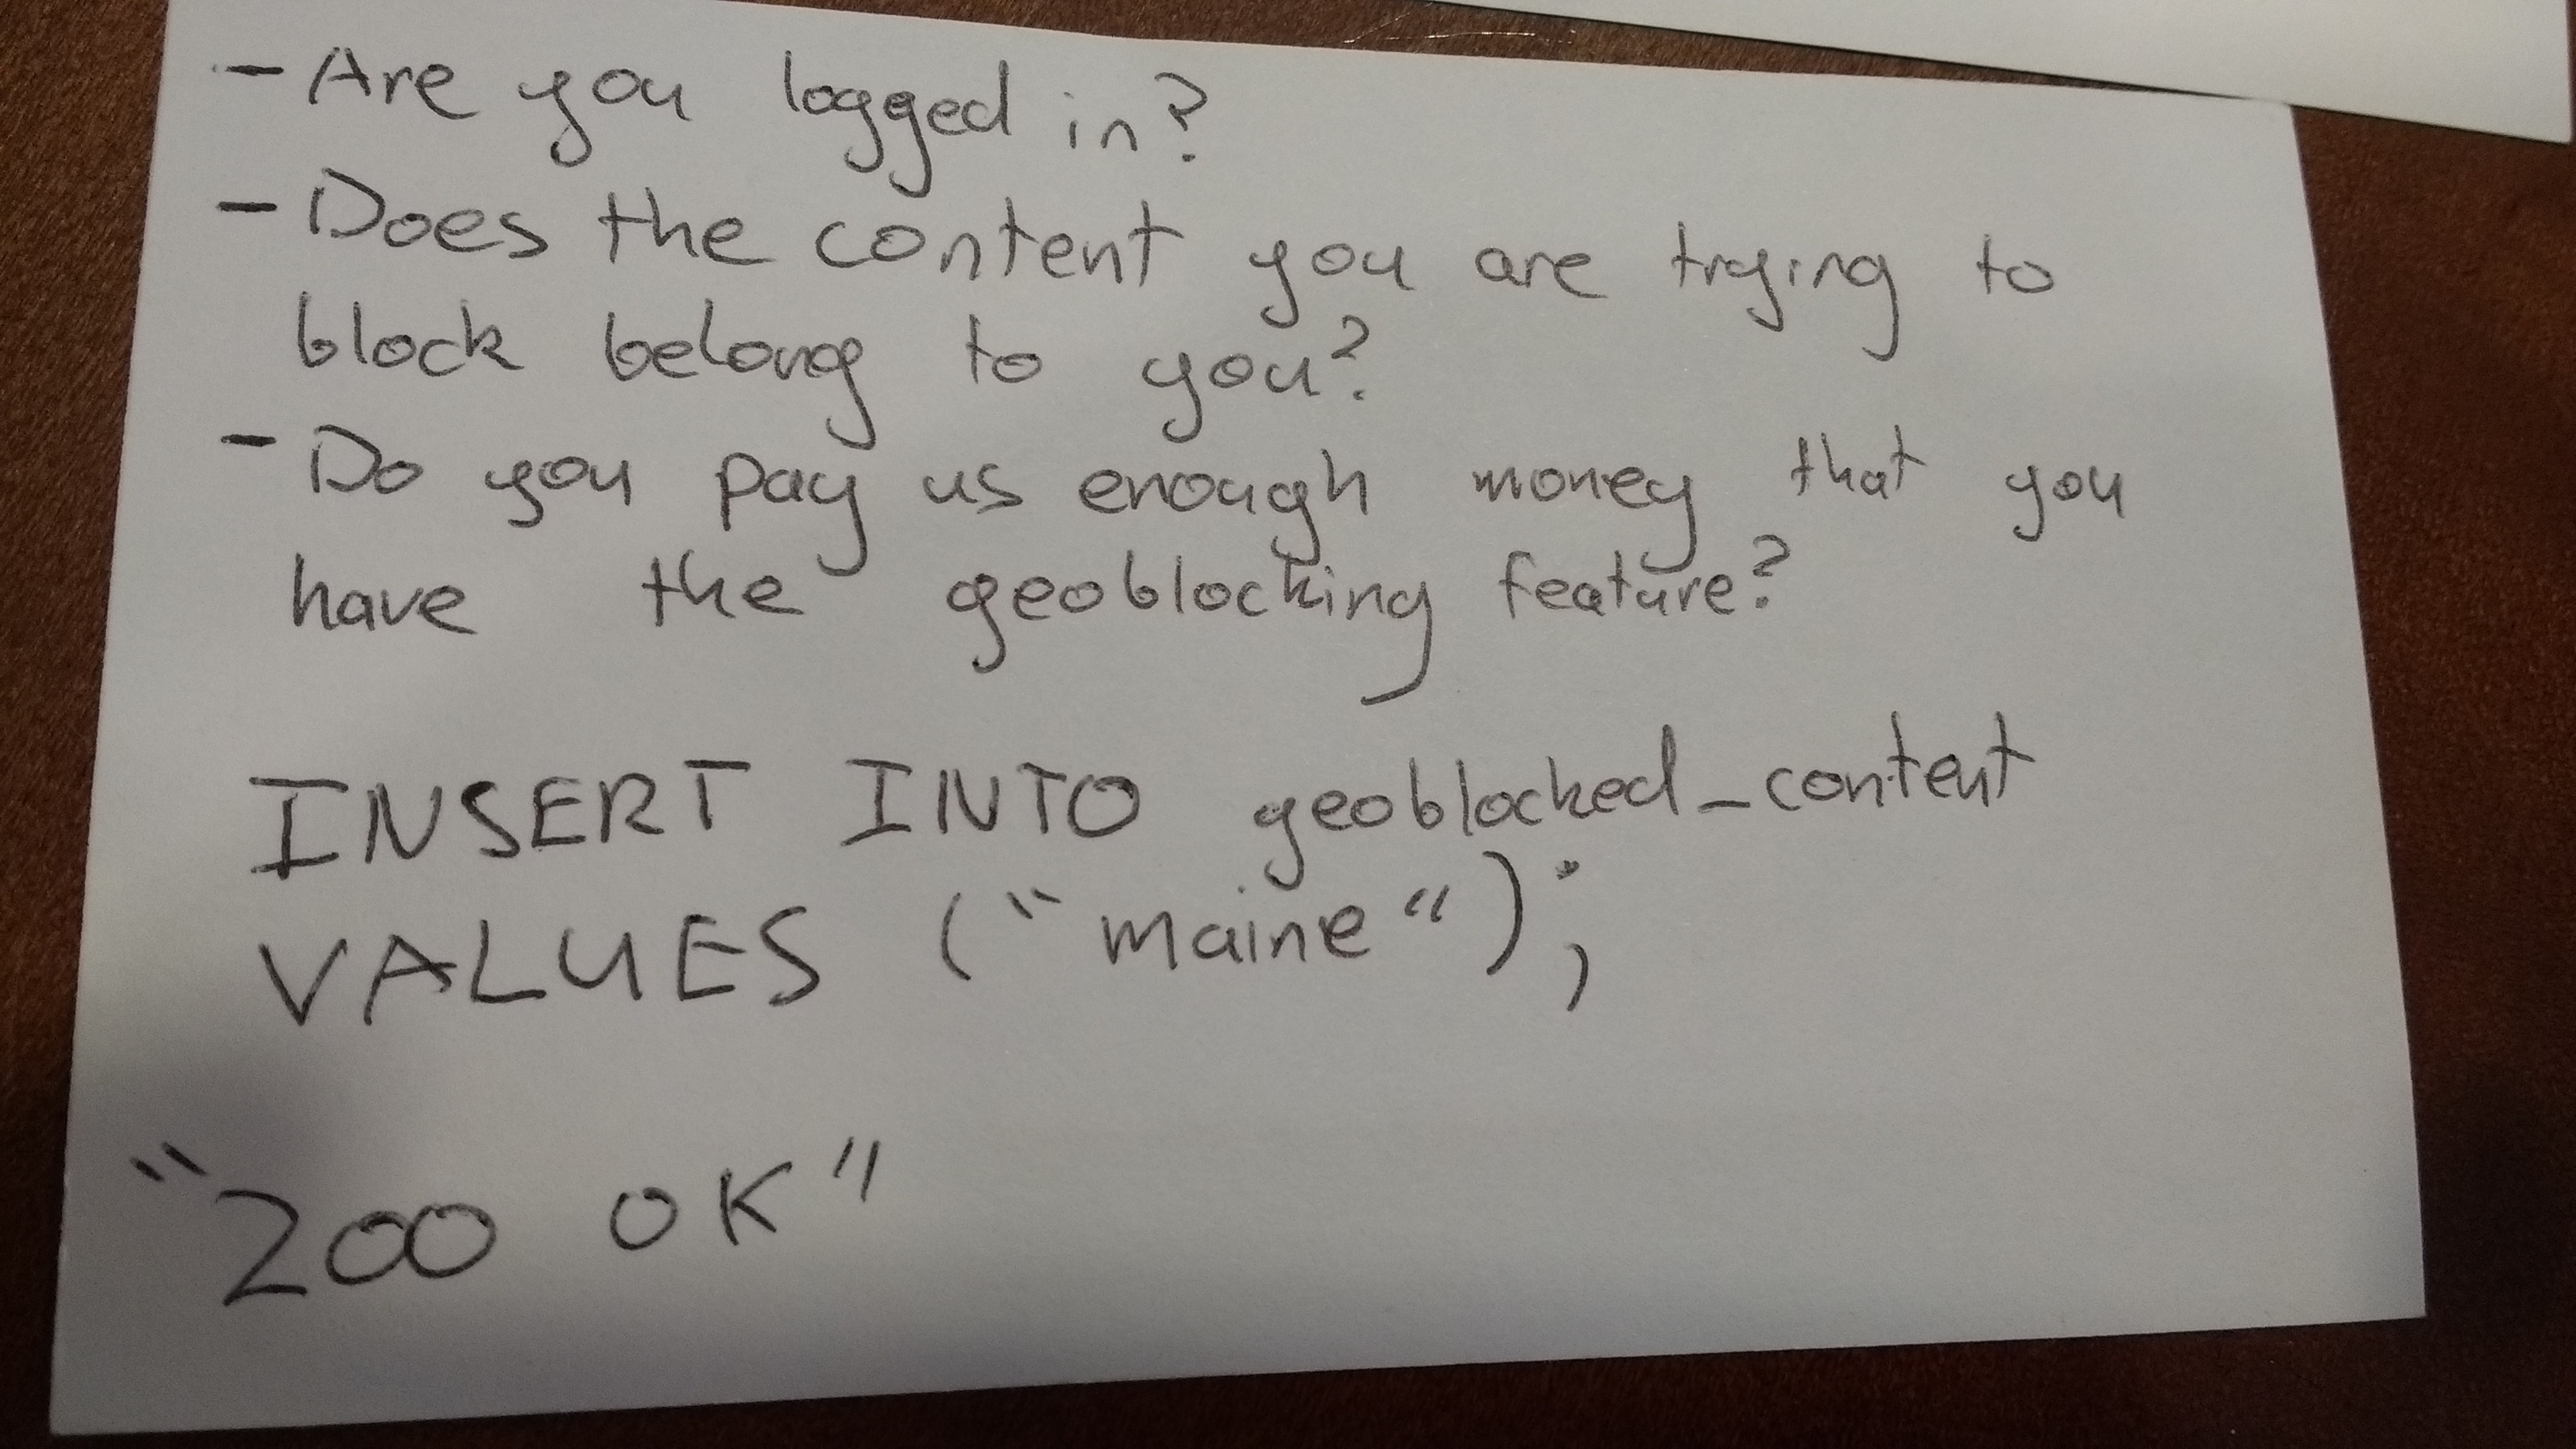 - Are you logged in?
- Does the content you are trying to
block belong to you?
- Do you pay us enough money that you
have the geoblocking feature?
INSERT INTO geoblocked_content
VALUES ("maine");
"200 OK"